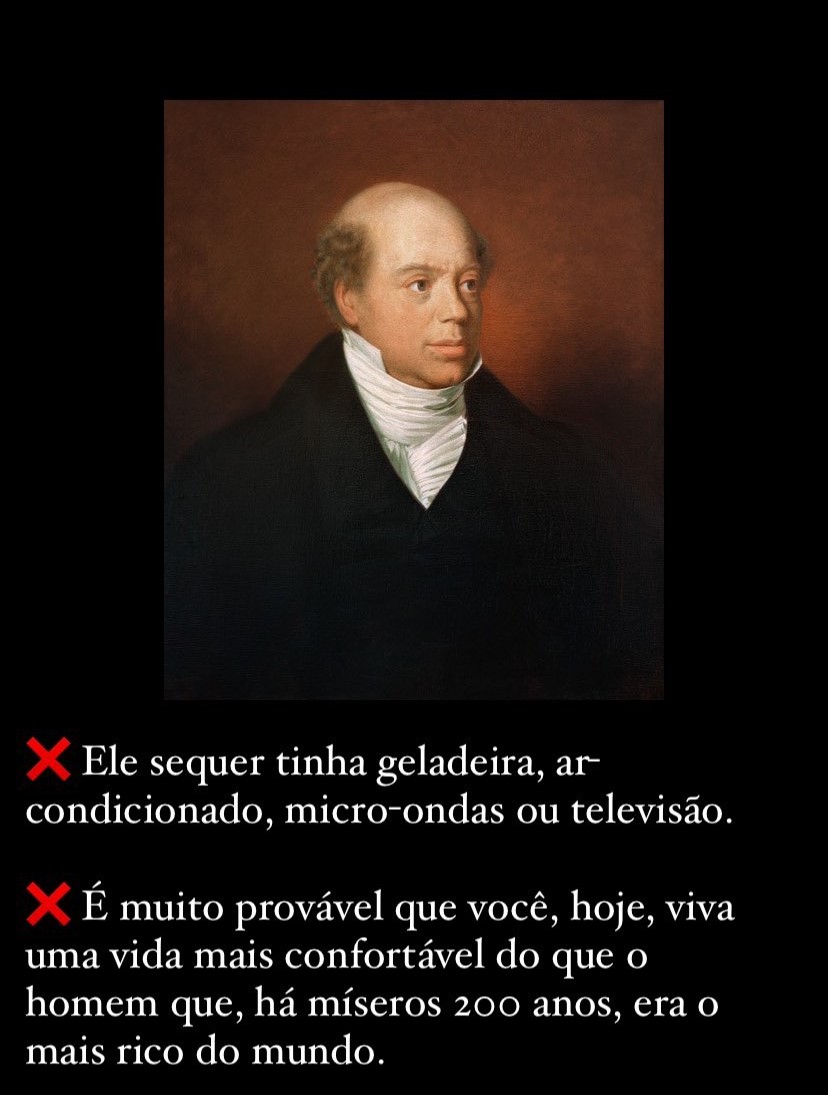 ❌ Ele sequer tinha geladeira, ar-
condicionado, micro-ondas ou televisão.
❌ É muito provável que você, hoje, viva
uma vida mais confortável do que o
homem que, há míseros 200 anos, era o
mais rico do mundo.